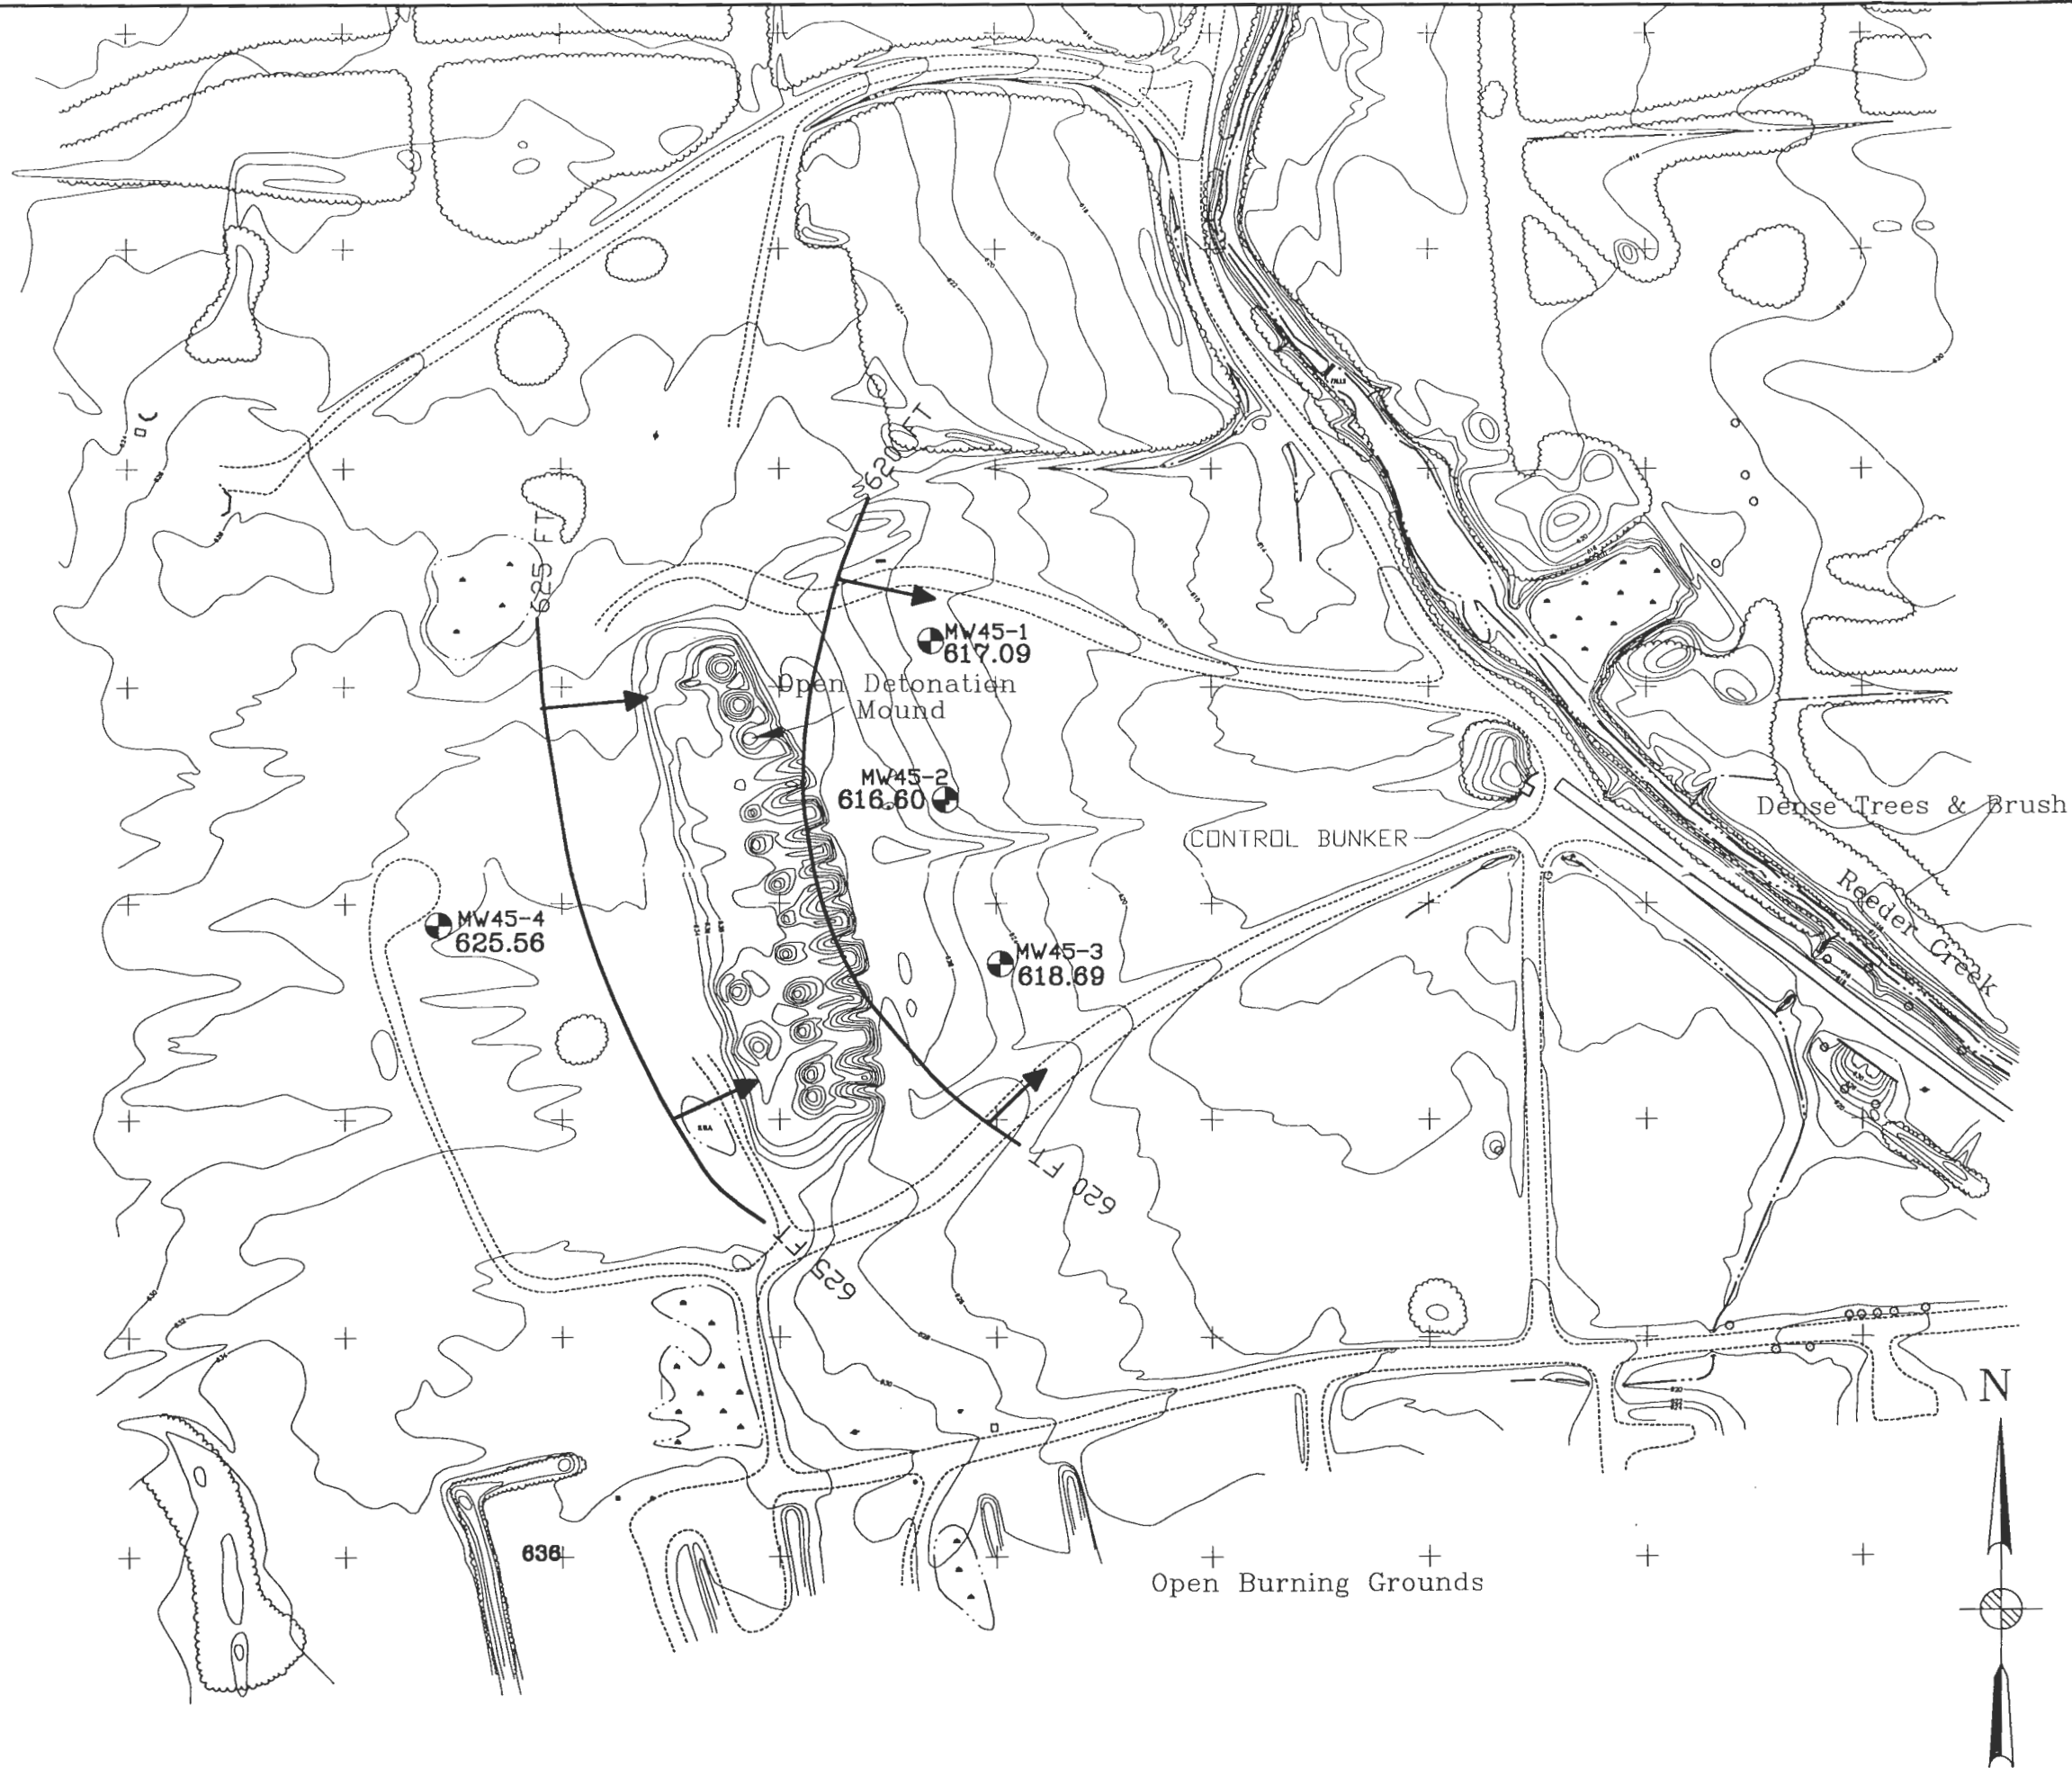 620 FT
625 FT
MW45-1
617.09
Open Detonation
Mound
MW45-2
616.60
Dense Trees & Brush
CONTROL BUNKER
Reeder Creek
MW45-4
625.56
MW45-3
618.69
620 FT
625 FT
N
636
Open Burning Grounds